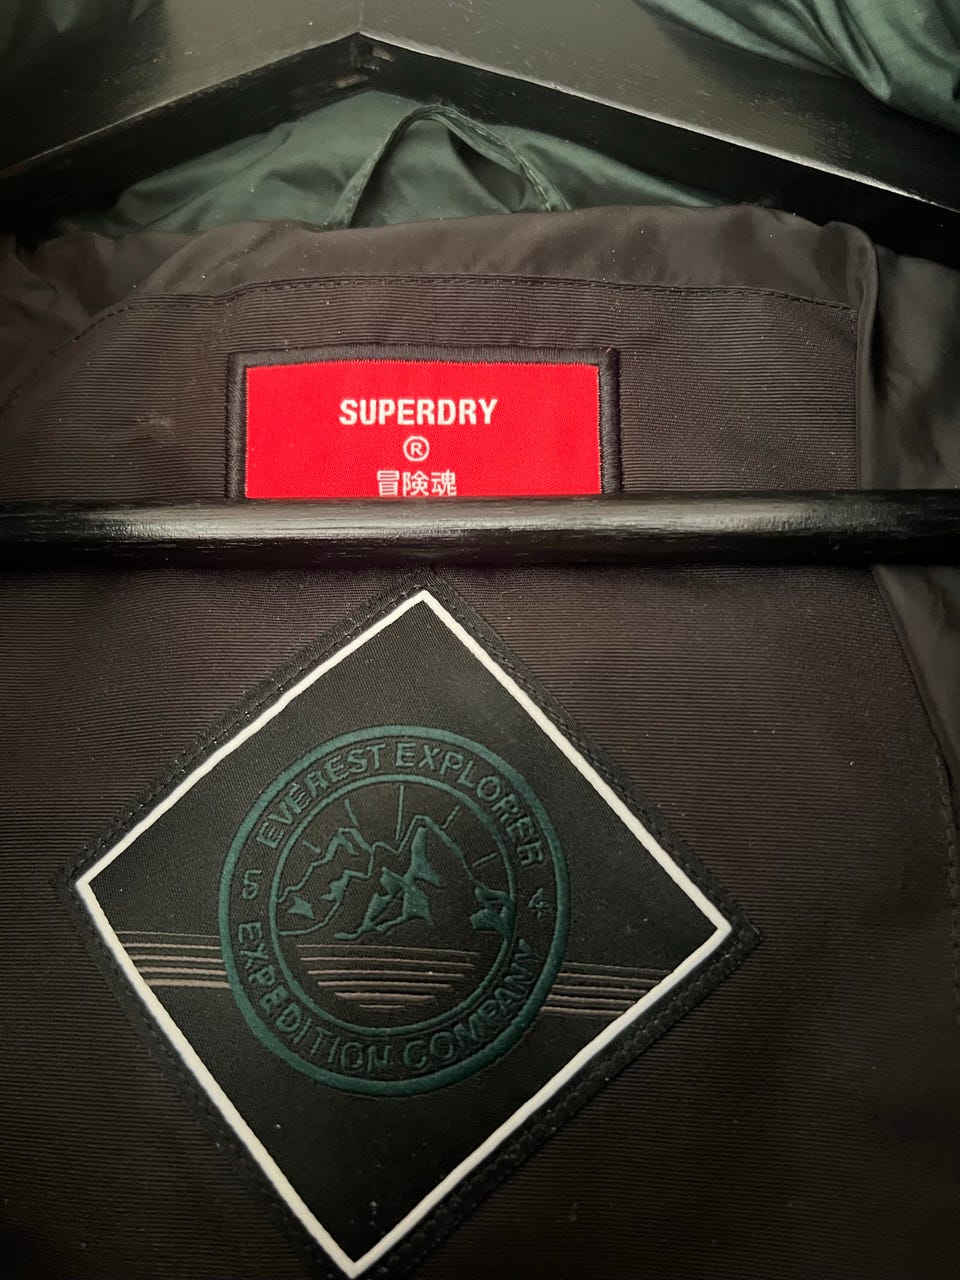 SUPERDRY
®
冒険魂
EVEREST EXPLORER
EXPEDITION COMPANY